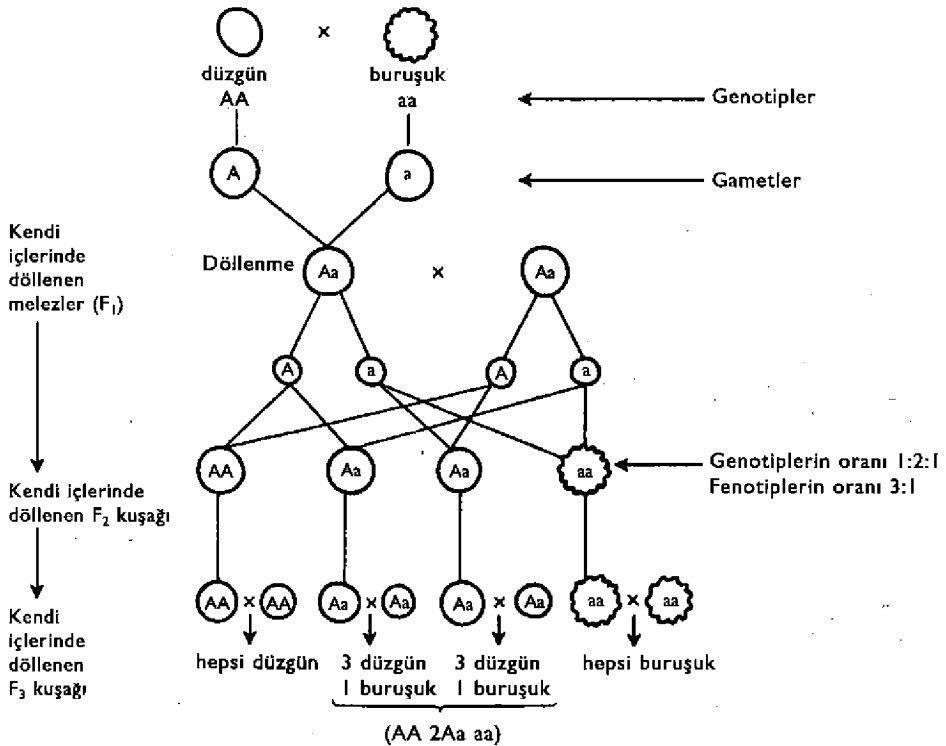 ×
düzgün
buruşuk
AA
aa
Genotipler
A
a
Gametler
Kendi
içlerinde
döllenen
melezler (F₁)
Döllenme
Aa
×
Aa
A
a
A
a
AA
Aa
Aa
aa
Genotiplerin oranı 1:2:1
Fenotiplerin oranı 3:1
Kendi içlerinde
döllenen F₂ kuşağı
AA × AA
Aa × Aa
Aa × Aa
aa × aa
Kendi
içlerinde
döllenen
F₃ kuşağı
hepsi düzgün
3 düzgün
1 buruşuk
3 düzgün
1 buruşuk
hepsi buruşuk
(AA 2Aa aa)